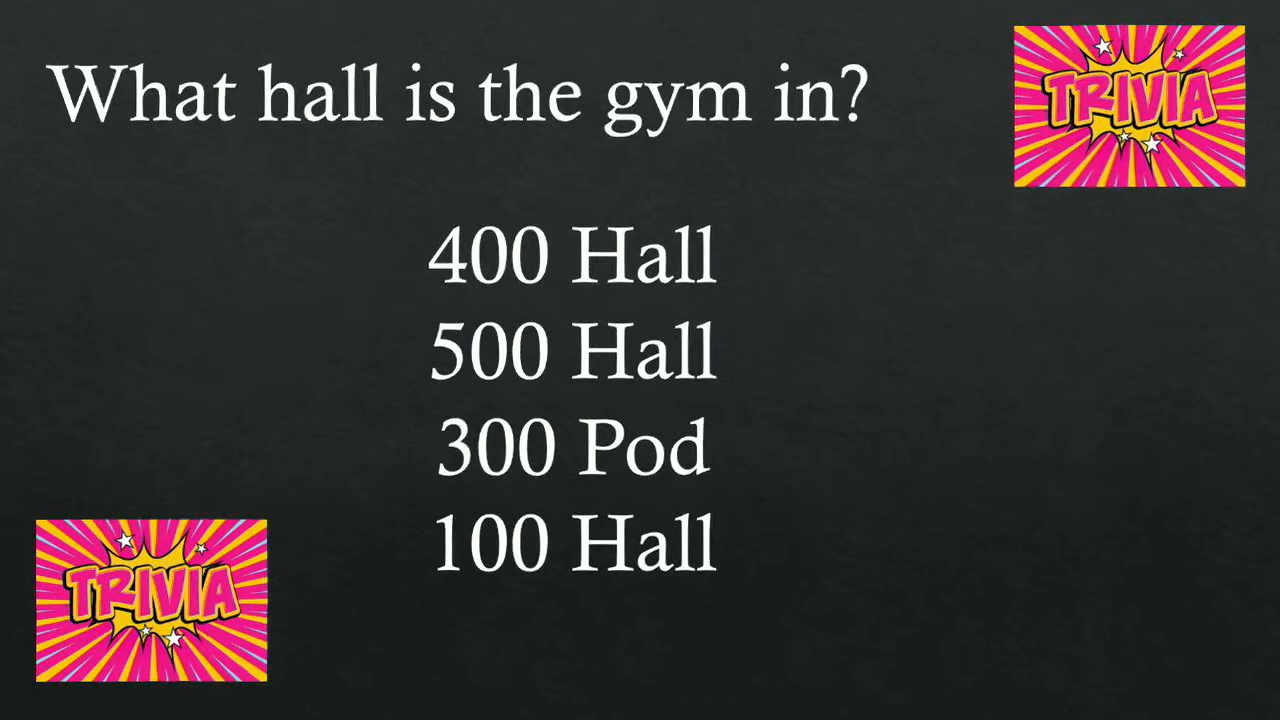 What hall is the gym in?
TRIVIA
400 Hall
500 Hall
300 Pod
100 Hall
TRIVIA